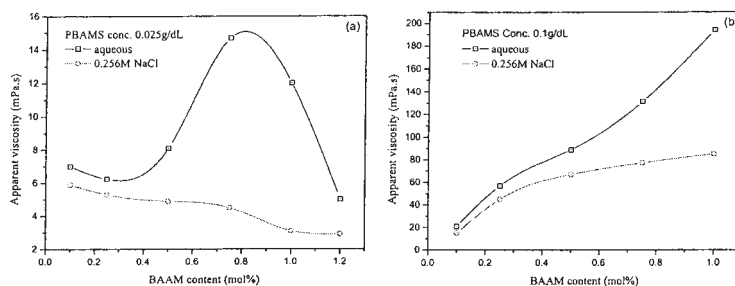 (a)
PBAMS Conc. 0.025g/dL
aqueous
0.256M NaCl
Apparent viscosity (mPa.s)
16
14
12
10
8
6
4
2
0.0 0.2 0.4 0.6 0.8 1.0 1.2
BAAM content (mol%)
(b
PBAMS Conc. 0.1g/dL
aqueous
0.256M NaCl
Apparent viscosity (mPa.s)
200
180
160
140
120
100
80
60
40
20
0
0.0 0.2 0.4 0.6 0.8 1.0
BAAM content (mol%)